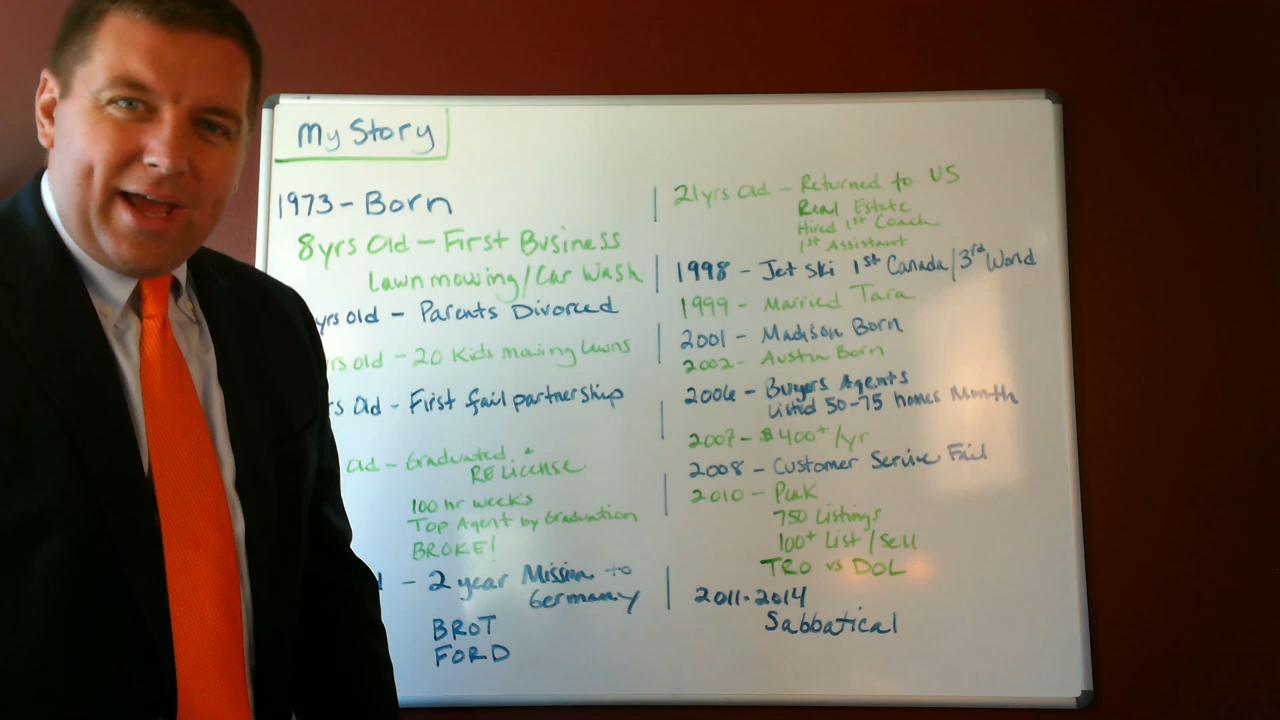 My Story
1973 - Born
8yrs Old - First Business
Lawn mowing/Car Wash
yrs old - Parents Divorced
rs old - 20 Kids mowing lawns
s Old - First fail partnership
Old - Graduated &
RE License
100 hr weeks
Top Agent by Graduation
BROKE!
- 2 year Mission to
Germany
BROT
FORD
21yrs Old - Returned to US
Real Estate
Hired 1st Coach
1st Assistant
1998 - Jet Ski 1st Canada/3rd World
1999 - Married Tara
2001 - Madison Born
2002 - Austin Born
2006 - Buyers Agents
Listed 50-75 homes Month
2007 - $400+/yr
2008 - Customer Service Fail
2010 - Peak
750 Listings
100+ List/Sell
TRO vs DOL
2011-2014
Sabbatical